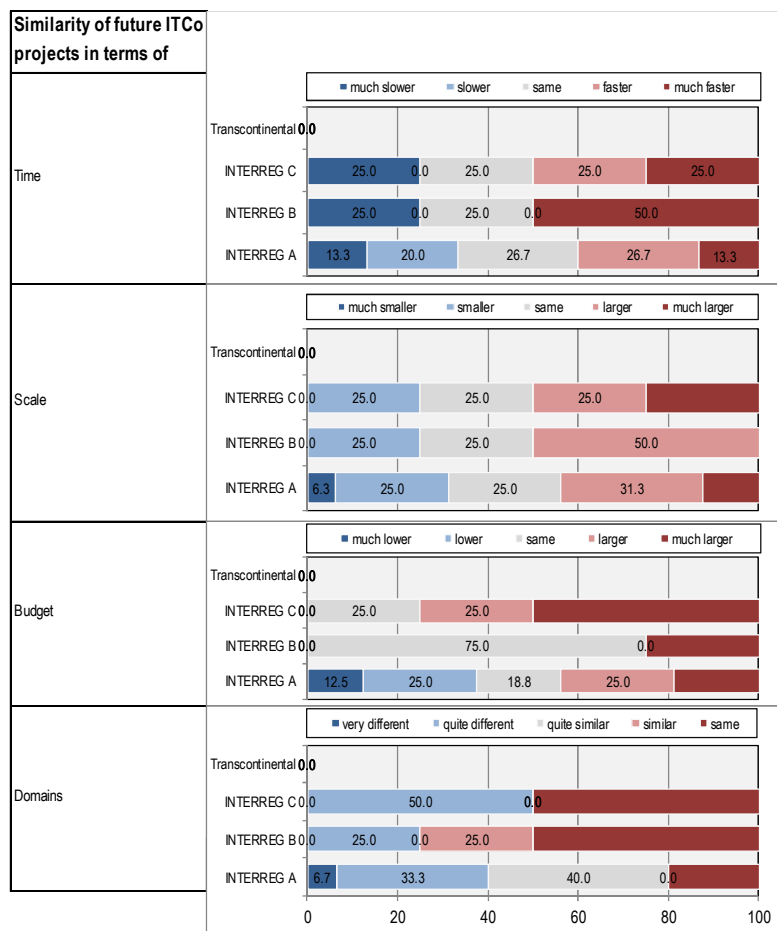 Similarity of future ITCo
projects in terms of
Time
much slower slower same faster much faster
Transcontinental 0.0
INTERREG C 25.0 0.0 25.0 25.0 25.0
INTERREG B 25.0 0.0 25.0 0.0 50.0
INTERREG A 13.3 20.0 26.7 26.7 13.3
Scale
much smaller smaller same larger much larger
Transcontinental 0.0
INTERREG C 0.0 25.0 25.0 25.0
INTERREG B 0.0 25.0 25.0 50.0
INTERREG A 6.3 25.0 25.0 31.3
Budget
much lower lower same larger much larger
Transcontinental 0.0
INTERREG C 0.0 25.0 25.0
INTERREG B 0.0 75.0 0.0
INTERREG A 12.5 25.0 18.8 25.0
Domains
very different quite different quite similar similar same
Transcontinental 0.0
INTERREG C 0.0 50.0 0.0
INTERREG B 0.0 25.0 0.0 25.0
INTERREG A 6.7 33.3 40.0 0.0
0 20 40 60 80 100